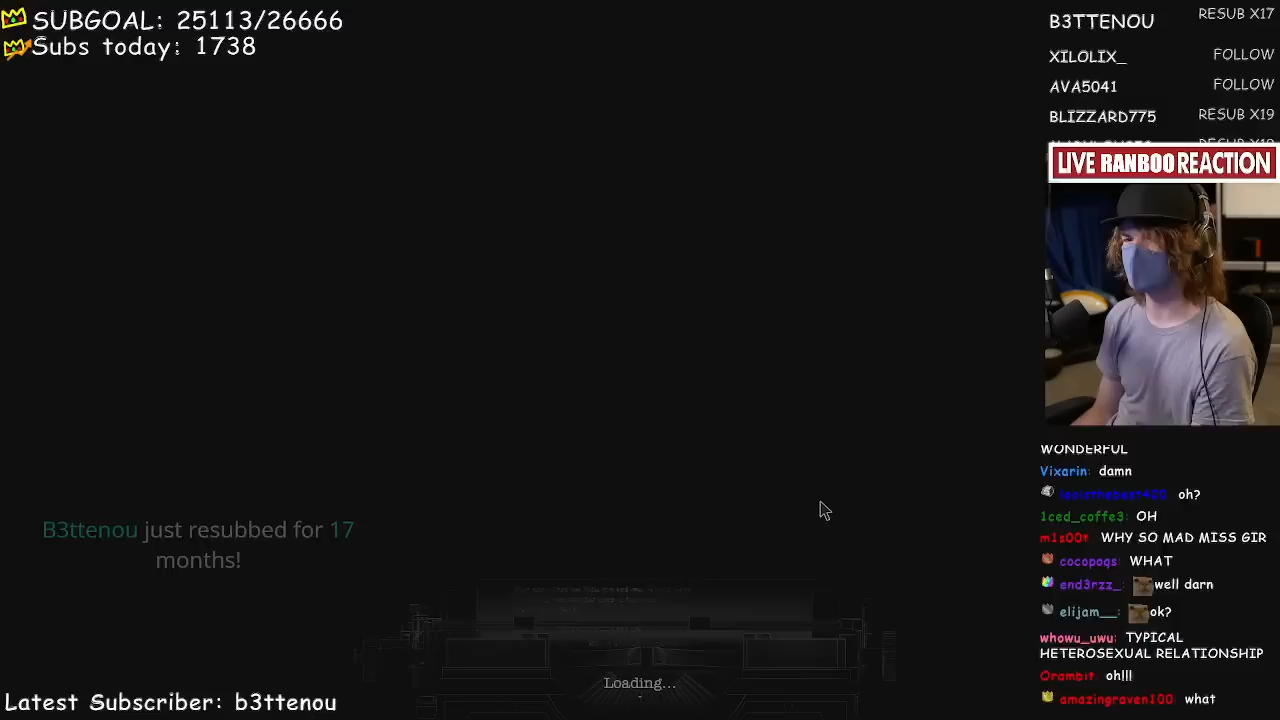 SUBGOAL: 25113/26666
Subs today: 1738
B3TTENOU RESUB X17
XILOLIX_ FOLLOW
AVA5041 FOLLOW
BLIZZARD775 RESUB X19
LIVE RANBOO REACTION
WONDERFUL
Vixarin: damn
oh?
1ced_coffe3: OH
m1s00t WHY SO MAD MISS GIR
cocopoqs: WHAT
end3rzz_: well darn
elijam__: ok?
whowu_uwu: TYPICAL
HETEROSEXUAL RELATIONSHIP
Orambit: ohlll
amazingraven100 what
B3ttenou just resubbed for 17
months!
Loading...
Latest Subscriber: b3ttenou